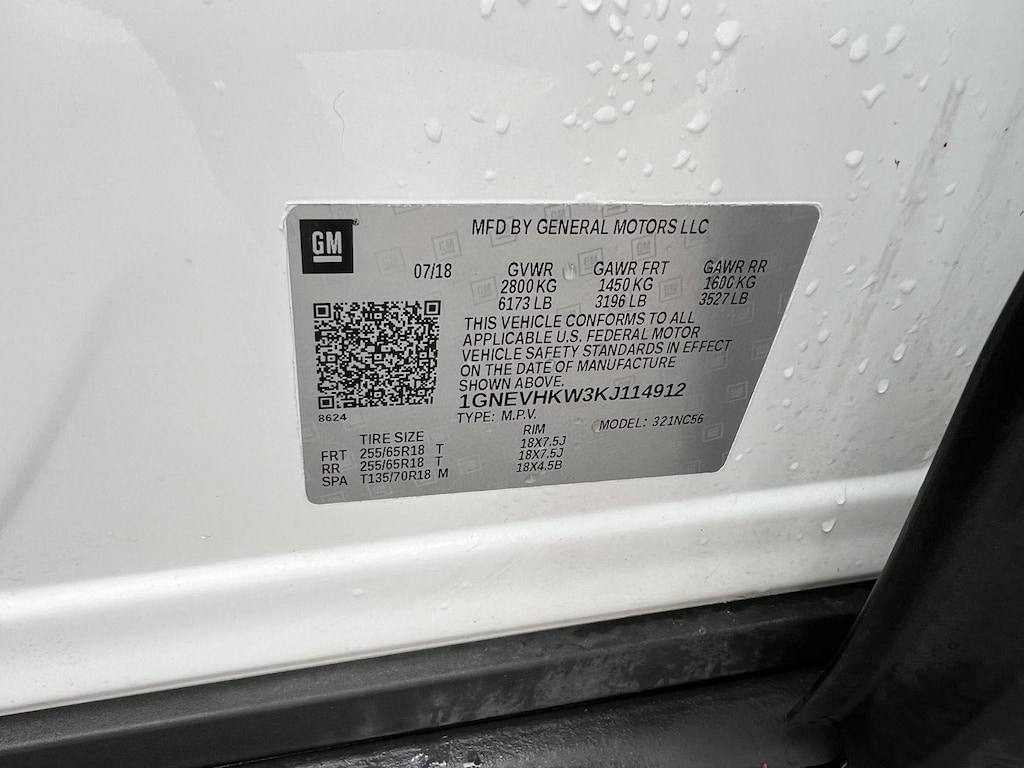 GM
MFD BY GENERAL MOTORS LLC
07/18 GVWR GAWR FRT GAWR RR
2800 KG 1450 KG 1600 KG
6173 LB 3196 LB 3527 LB
THIS VEHICLE CONFORMS TO ALL
APPLICABLE U.S. FEDERAL MOTOR
VEHICLE SAFETY STANDARDS IN EFFECT
ON THE DATE OF MANUFACTURE
SHOWN ABOVE.
1GNEVHKW3KJ114912
8624
TYPE: M.P.V. MODEL: 321NC56
TIRE SIZE RIM
FRT 255/65R18 T 18X7.5J
RR 255/65R18 T 18X7.5J
SPA T135/70R18 M 18X4.5B